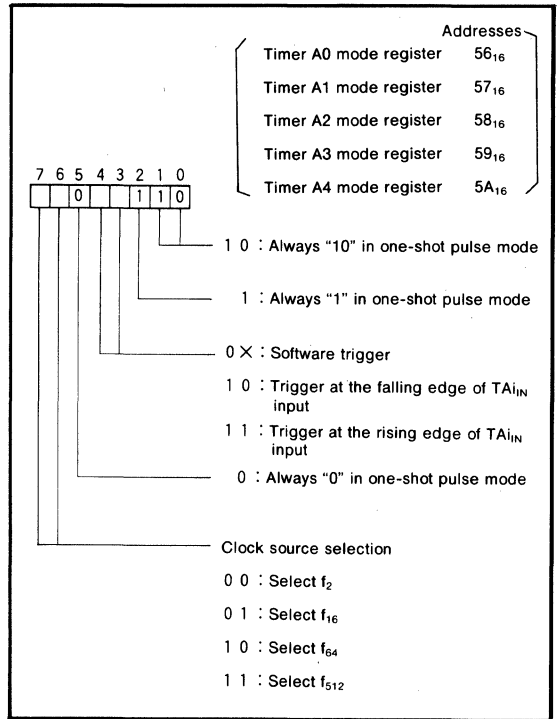 Addresses
Timer A0 mode register 56₁₆
Timer A1 mode register 57₁₆
Timer A2 mode register 58₁₆
Timer A3 mode register 59₁₆
Timer A4 mode register 5A₁₆
7 6 5 4 3 2 1 0
0 1 1 0
1 0 : Always “10” in one-shot pulse mode
1 : Always “1” in one-shot pulse mode
0 × : Software trigger
1 0 : Trigger at the falling edge of TAi_IN
input
1 1 : Trigger at the rising edge of TAi_IN
input
0 : Always “0” in one-shot pulse mode
Clock source selection
0 0 : Select f₂
0 1 : Select f₁₆
1 0 : Select f₆₄
1 1 : Select f₅₁₂